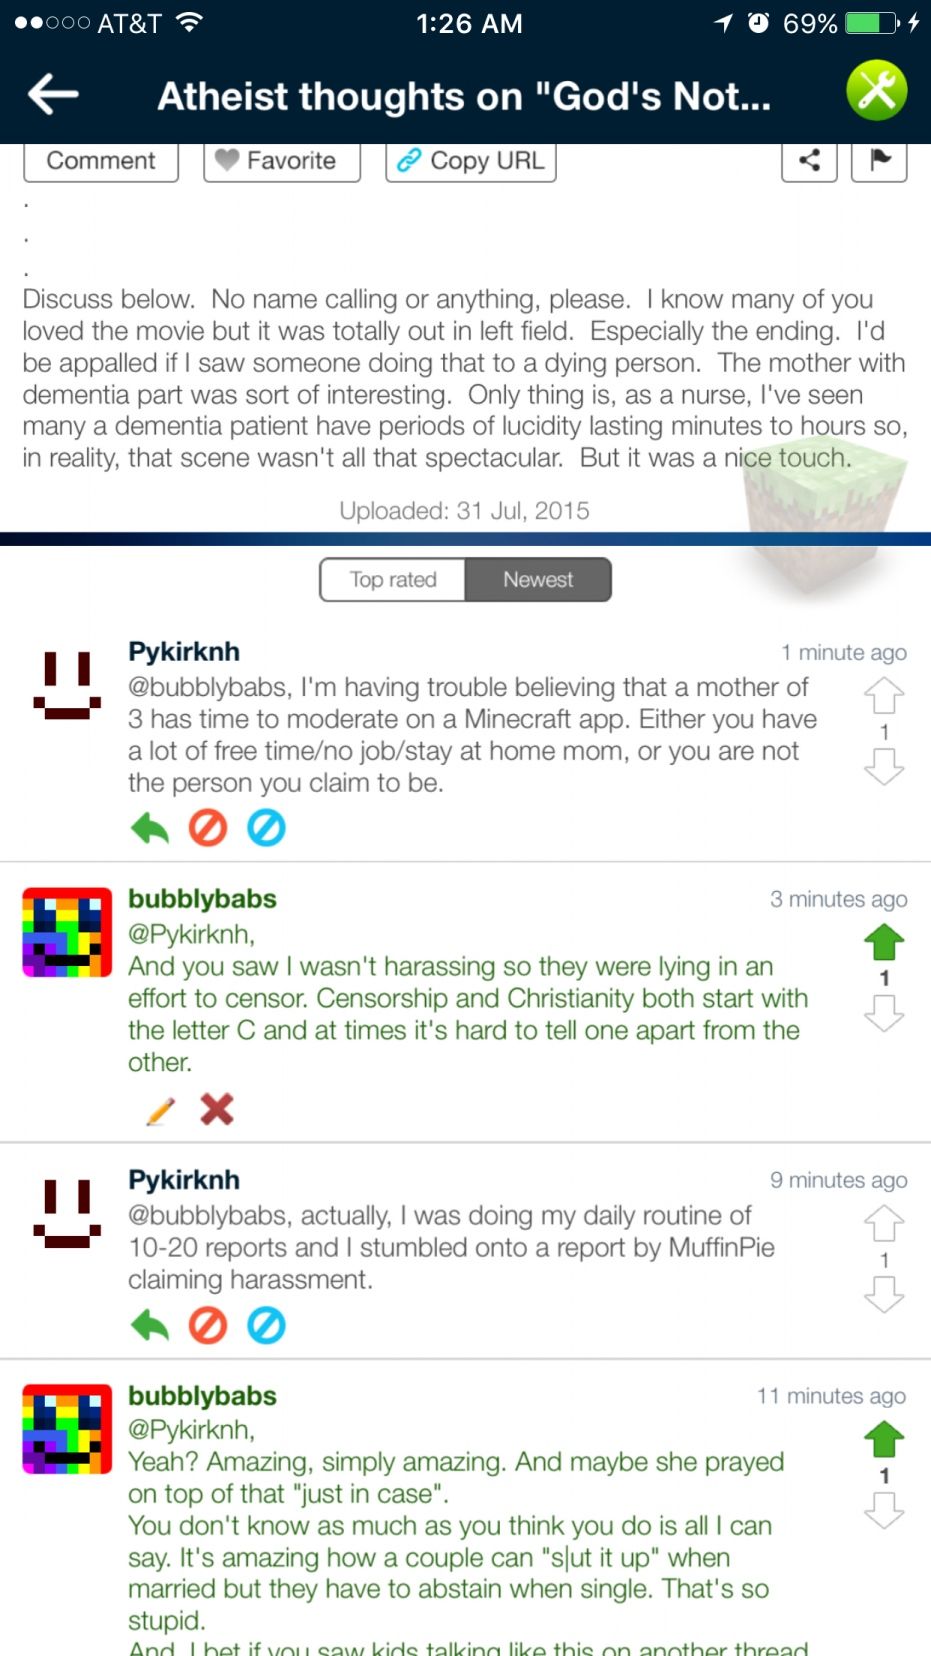 AT&T 1:26 AM 69%
Atheist thoughts on "God's Not...
Comment Favorite Copy URL
.
.
.
Discuss below. No name calling or anything, please. I know many of you
loved the movie but it was totally out in left field. Especially the ending. I'd
be appalled if I saw someone doing that to a dying person. The mother with
dementia part was sort of interesting. Only thing is, as a nurse, I've seen
many a dementia patient have periods of lucidity lasting minutes to hours so,
in reality, that scene wasn't all that spectacular. But it was a nice touch.
Uploaded: 31 Jul, 2015
Top rated Newest
Pykirknh 1 minute ago
@bubblybabs, I'm having trouble believing that a mother of
3 has time to moderate on a Minecraft app. Either you have
1
a lot of free time/no job/stay at home mom, or you are not
the person you claim to be.
bubblybabs 3 minutes ago
@Pykirknh,
And you saw I wasn't harassing so they were lying in an
1
effort to censor. Censorship and Christianity both start with
the letter C and at times it's hard to tell one apart from the
other.
Pykirknh 9 minutes ago
@bubblybabs, actually, I was doing my daily routine of
10-20 reports and I stumbled onto a report by MuffinPie
1
claiming harassment.
bubblybabs 11 minutes ago
@Pykirknh,
Yeah? Amazing, simply amazing. And maybe she prayed
1
on top of that "just in case".
You don't know as much as you think you do is all I can
say. It's amazing how a couple can "s|ut it up" when
married but they have to abstain when single. That's so
stupid.
And, I bet if you saw kids talking like this on another thread